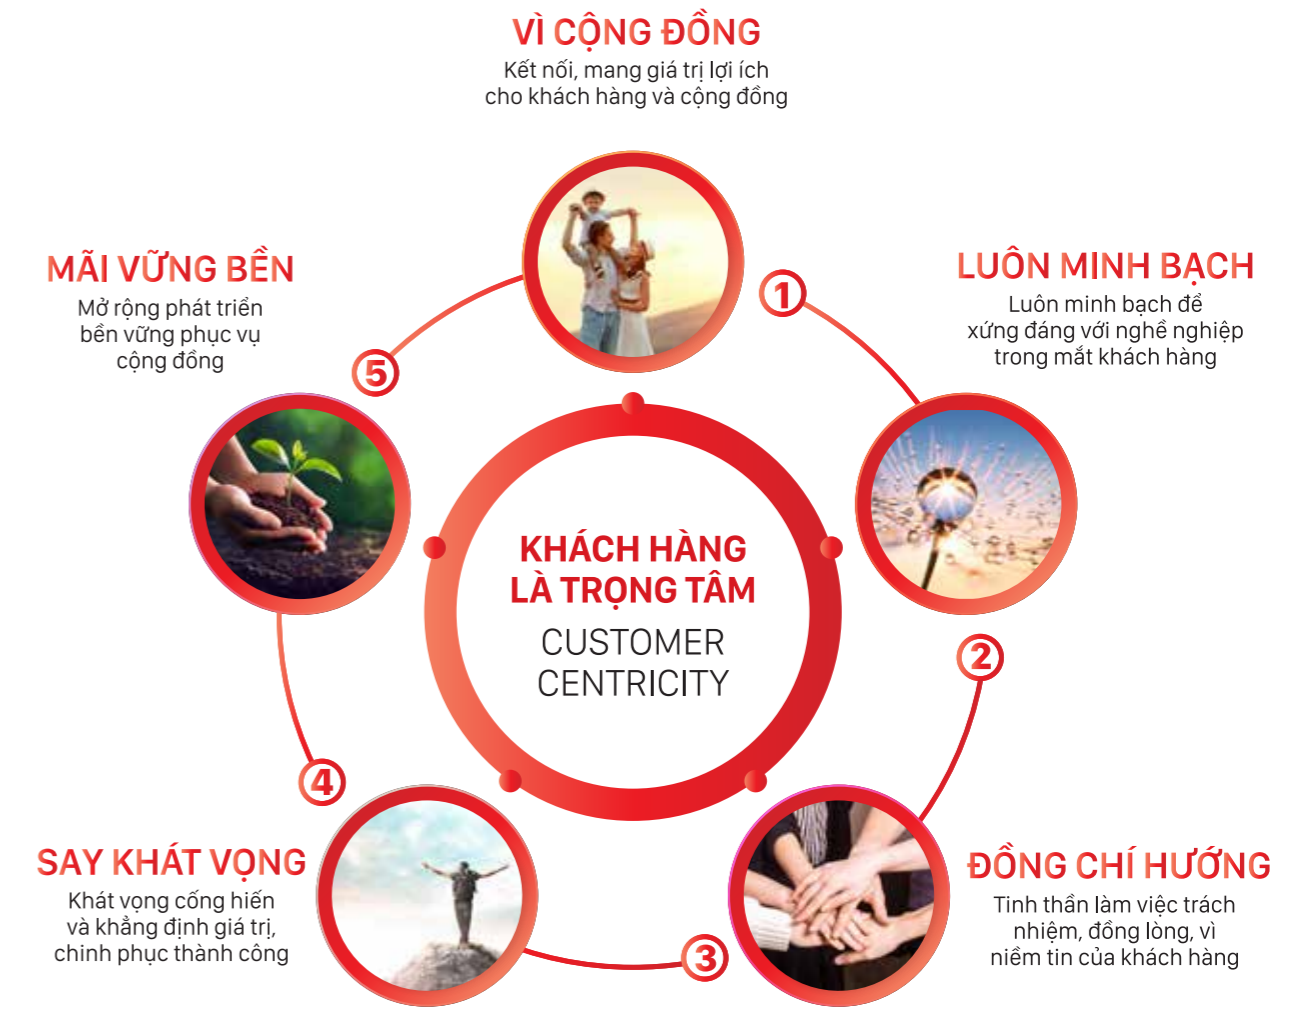 VÌ CỘNG ĐỒNG
Kết nối, mang giá trị lợi ích
cho khách hàng và cộng đồng
1
LUÔN MINH BẠCH
Luôn minh bạch để
xứng đáng với nghề nghiệp
trong mắt khách hàng
2
ĐỒNG CHÍ HƯỚNG
Tinh thần làm việc trách
nhiệm, đồng lòng, vì
niềm tin của khách hàng
3
SAY KHÁT VỌNG
Khát vọng cống hiến
và khẳng định giá trị,
chinh phục thành công
4
MÃI VỮNG BỀN
Mở rộng phát triển
bền vững phục vụ
cộng đồng
5
KHÁCH HÀNG
LÀ TRỌNG TÂM
CUSTOMER
CENTRICITY